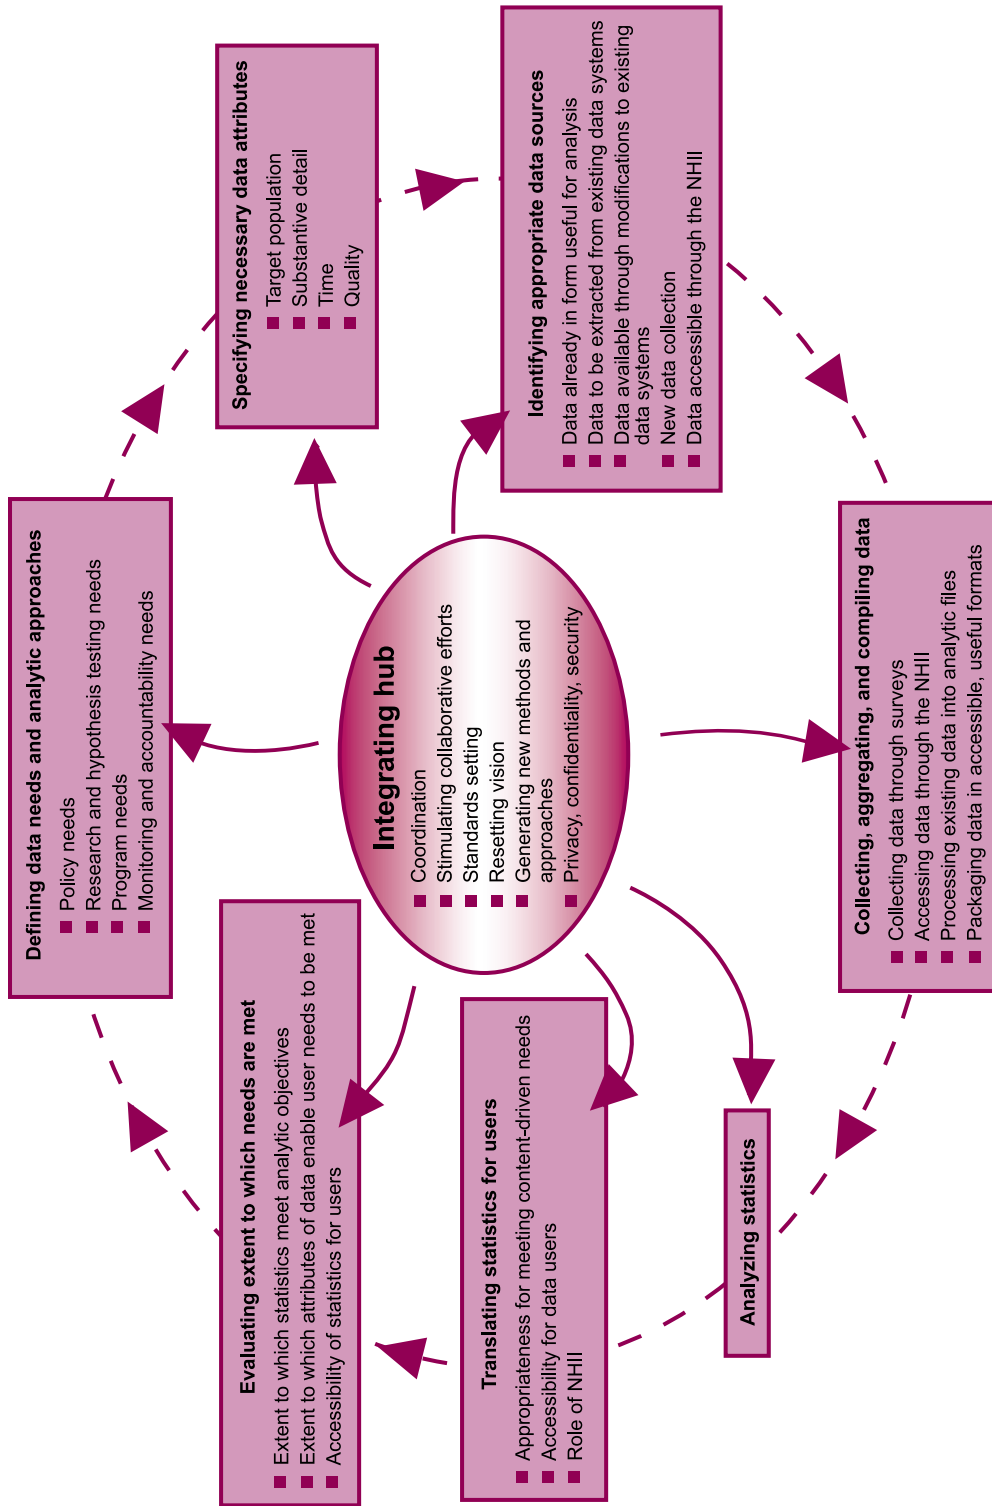 Defining data needs and analytic approaches
Policy needs
Research and hypothesis testing needs
Program needs
Monitoring and accountability needs
Specifying necessary data attributes
Target population
Substantive detail
Time
Quality
Identifying appropriate data sources
Data already in form useful for analysis
Data to be extracted from existing data systems
Data available through modifications to existing
data systems
New data collection
Data accessible through the NHII
Collecting, aggregating, and compiling data
Collecting data through surveys
Accessing data through the NHII
Processing existing data into analytic files
Packaging data in accessible, useful formats
Analyzing statistics
Translating statistics for users
Appropriateness for meeting content-driven needs
Accessibility for data users
Role of NHII
Evaluating extent to which needs are met
Extent to which statistics meet analytic objectives
Extent to which attributes of data enable user needs to be met
Accessibility of statistics for users
Integrating hub
Coordination
Stimulating collaborative efforts
Standards setting
Resetting vision
Generating new methods and
approaches
Privacy, confidentiality, security